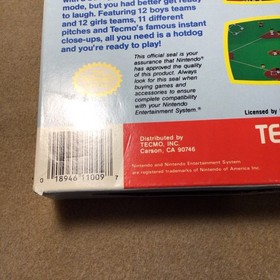 mode, but you had better get ready
to laugh. Featuring 12 boys teams
and 12 girls teams, 11 different
pitches and Tecmo's famous instant
close-ups, all you need is a hotdog
and you're ready to play!
This official seal is your
assurance that Nintendo®
has approved the quality
of this product. Always
look for this seal when
buying games and
accessories to ensure
complete compatibility
with your Nintendo
Entertainment System.
Licensed by
Distributed by
TECMO, INC.
Carson, CA 90746
TE
Nintendo and Nintendo Entertainment System
are registered trademarks of Nintendo of America Inc.
0 18946 11009 7